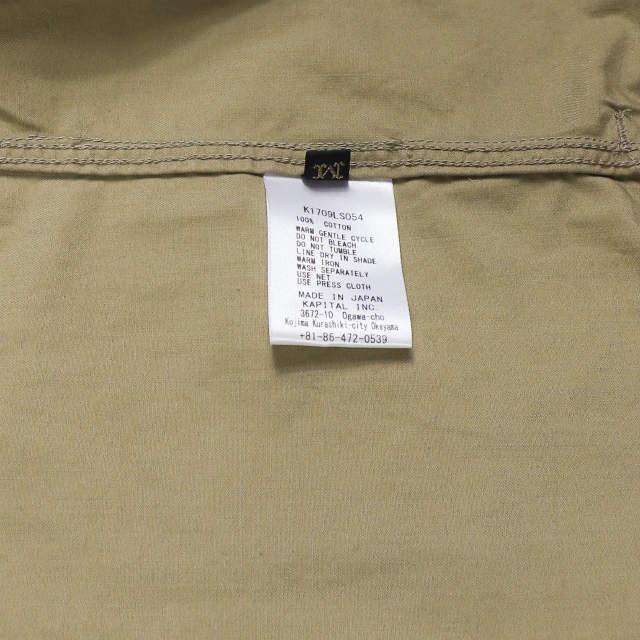 M
K1709LS054
100% COTTON
WARM GENTLE CYCLE
DO NOT BLEACH
DO NOT TUMBLE
LINE DRY IN SHADE
WARM IRON
WASH SEPARATELY
USE NET
USE PRESS CLOTH
MADE IN JAPAN
KAPITAL INC.
3672-10 Ogawa-cho
Kojima Kurashiki-city Okayama
+81-86-472-0539